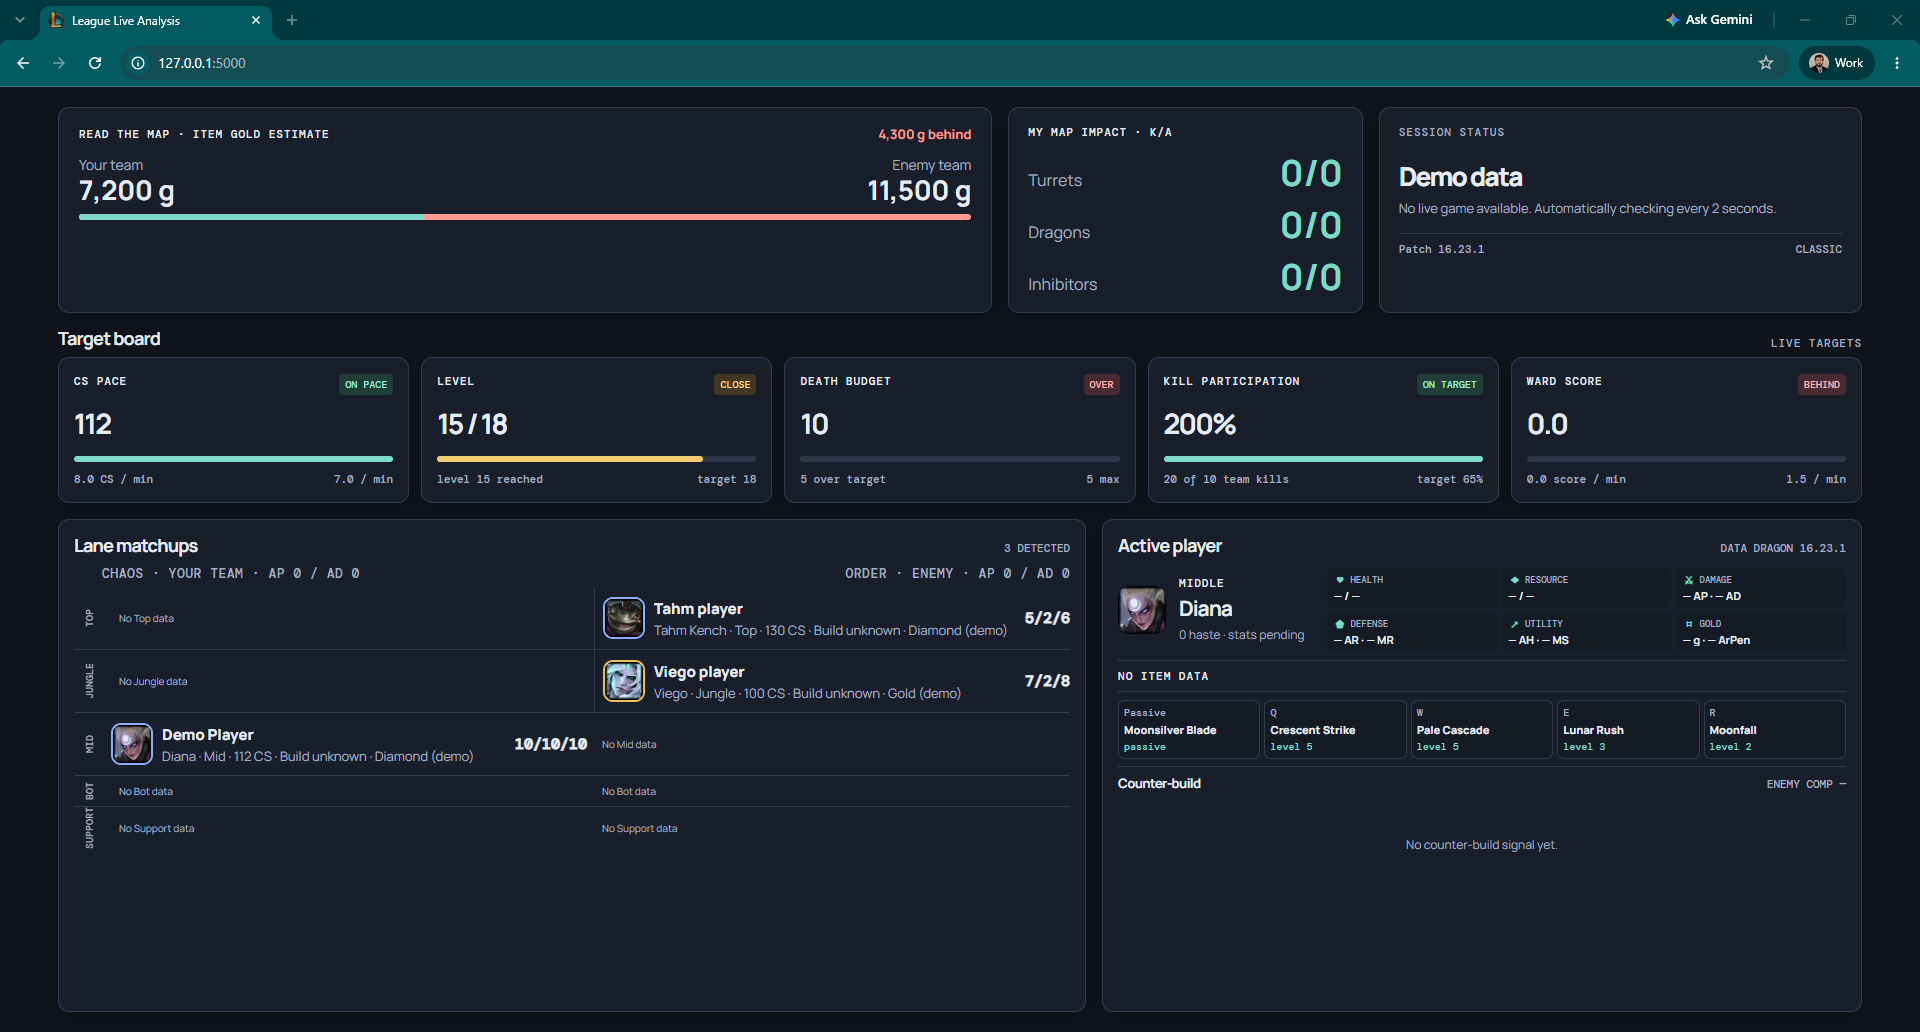 League Live Analysis
Ask Gemini
127.0.0.1:5000
Work
READ THE MAP · ITEM GOLD ESTIMATE
4,300 g behind
Your team
Enemy team
7,200 g
11,500 g
MY MAP IMPACT · K/A
Turrets
0/0
Dragons
0/0
Inhibitors
0/0
SESSION STATUS
Demo data
No live game available. Automatically checking every 2 seconds.
Patch 16.23.1
CLASSIC
Target board
LIVE TARGETS
CS PACE
ON PACE
112
8.0 CS / min
7.0 / min
LEVEL
CLOSE
15 / 18
level 15 reached
target 18
DEATH BUDGET
OVER
10
5 over target
5 max
KILL PARTICIPATION
ON TARGET
200%
20 of 10 team kills
target 65%
WARD SCORE
BEHIND
0.0
0.0 score / min
1.5 / min
Lane matchups
3 DETECTED
CHAOS · YOUR TEAM · AP 0 / AD 0
ORDER · ENEMY · AP 0 / AD 0
TOP
No Top data
Tahm player
Tahm Kench · Top · 130 CS · Build unknown · Diamond (demo)
5/2/6
JUNGLE
No Jungle data
Viego player
Viego · Jungle · 100 CS · Build unknown · Gold (demo)
7/2/8
MID
Demo Player
Diana · Mid · 112 CS · Build unknown · Diamond (demo)
10/10/10
No Mid data
BOT
No Bot data
No Bot data
SUPPORT
No Support data
No Support data
Active player
DATA DRAGON 16.23.1
MIDDLE
Diana
0 haste · stats pending
HEALTH
– / –
RESOURCE
– / –
DAMAGE
– AP · – AD
DEFENSE
– AR · – MR
UTILITY
– AH · – MS
GOLD
– g · – ArPen
NO ITEM DATA
Passive
Moonsilver Blade
passive
Q
Crescent Strike
level 5
W
Pale Cascade
level 5
E
Lunar Rush
level 3
R
Moonfall
level 2
Counter-build
ENEMY COMP –
No counter-build signal yet.